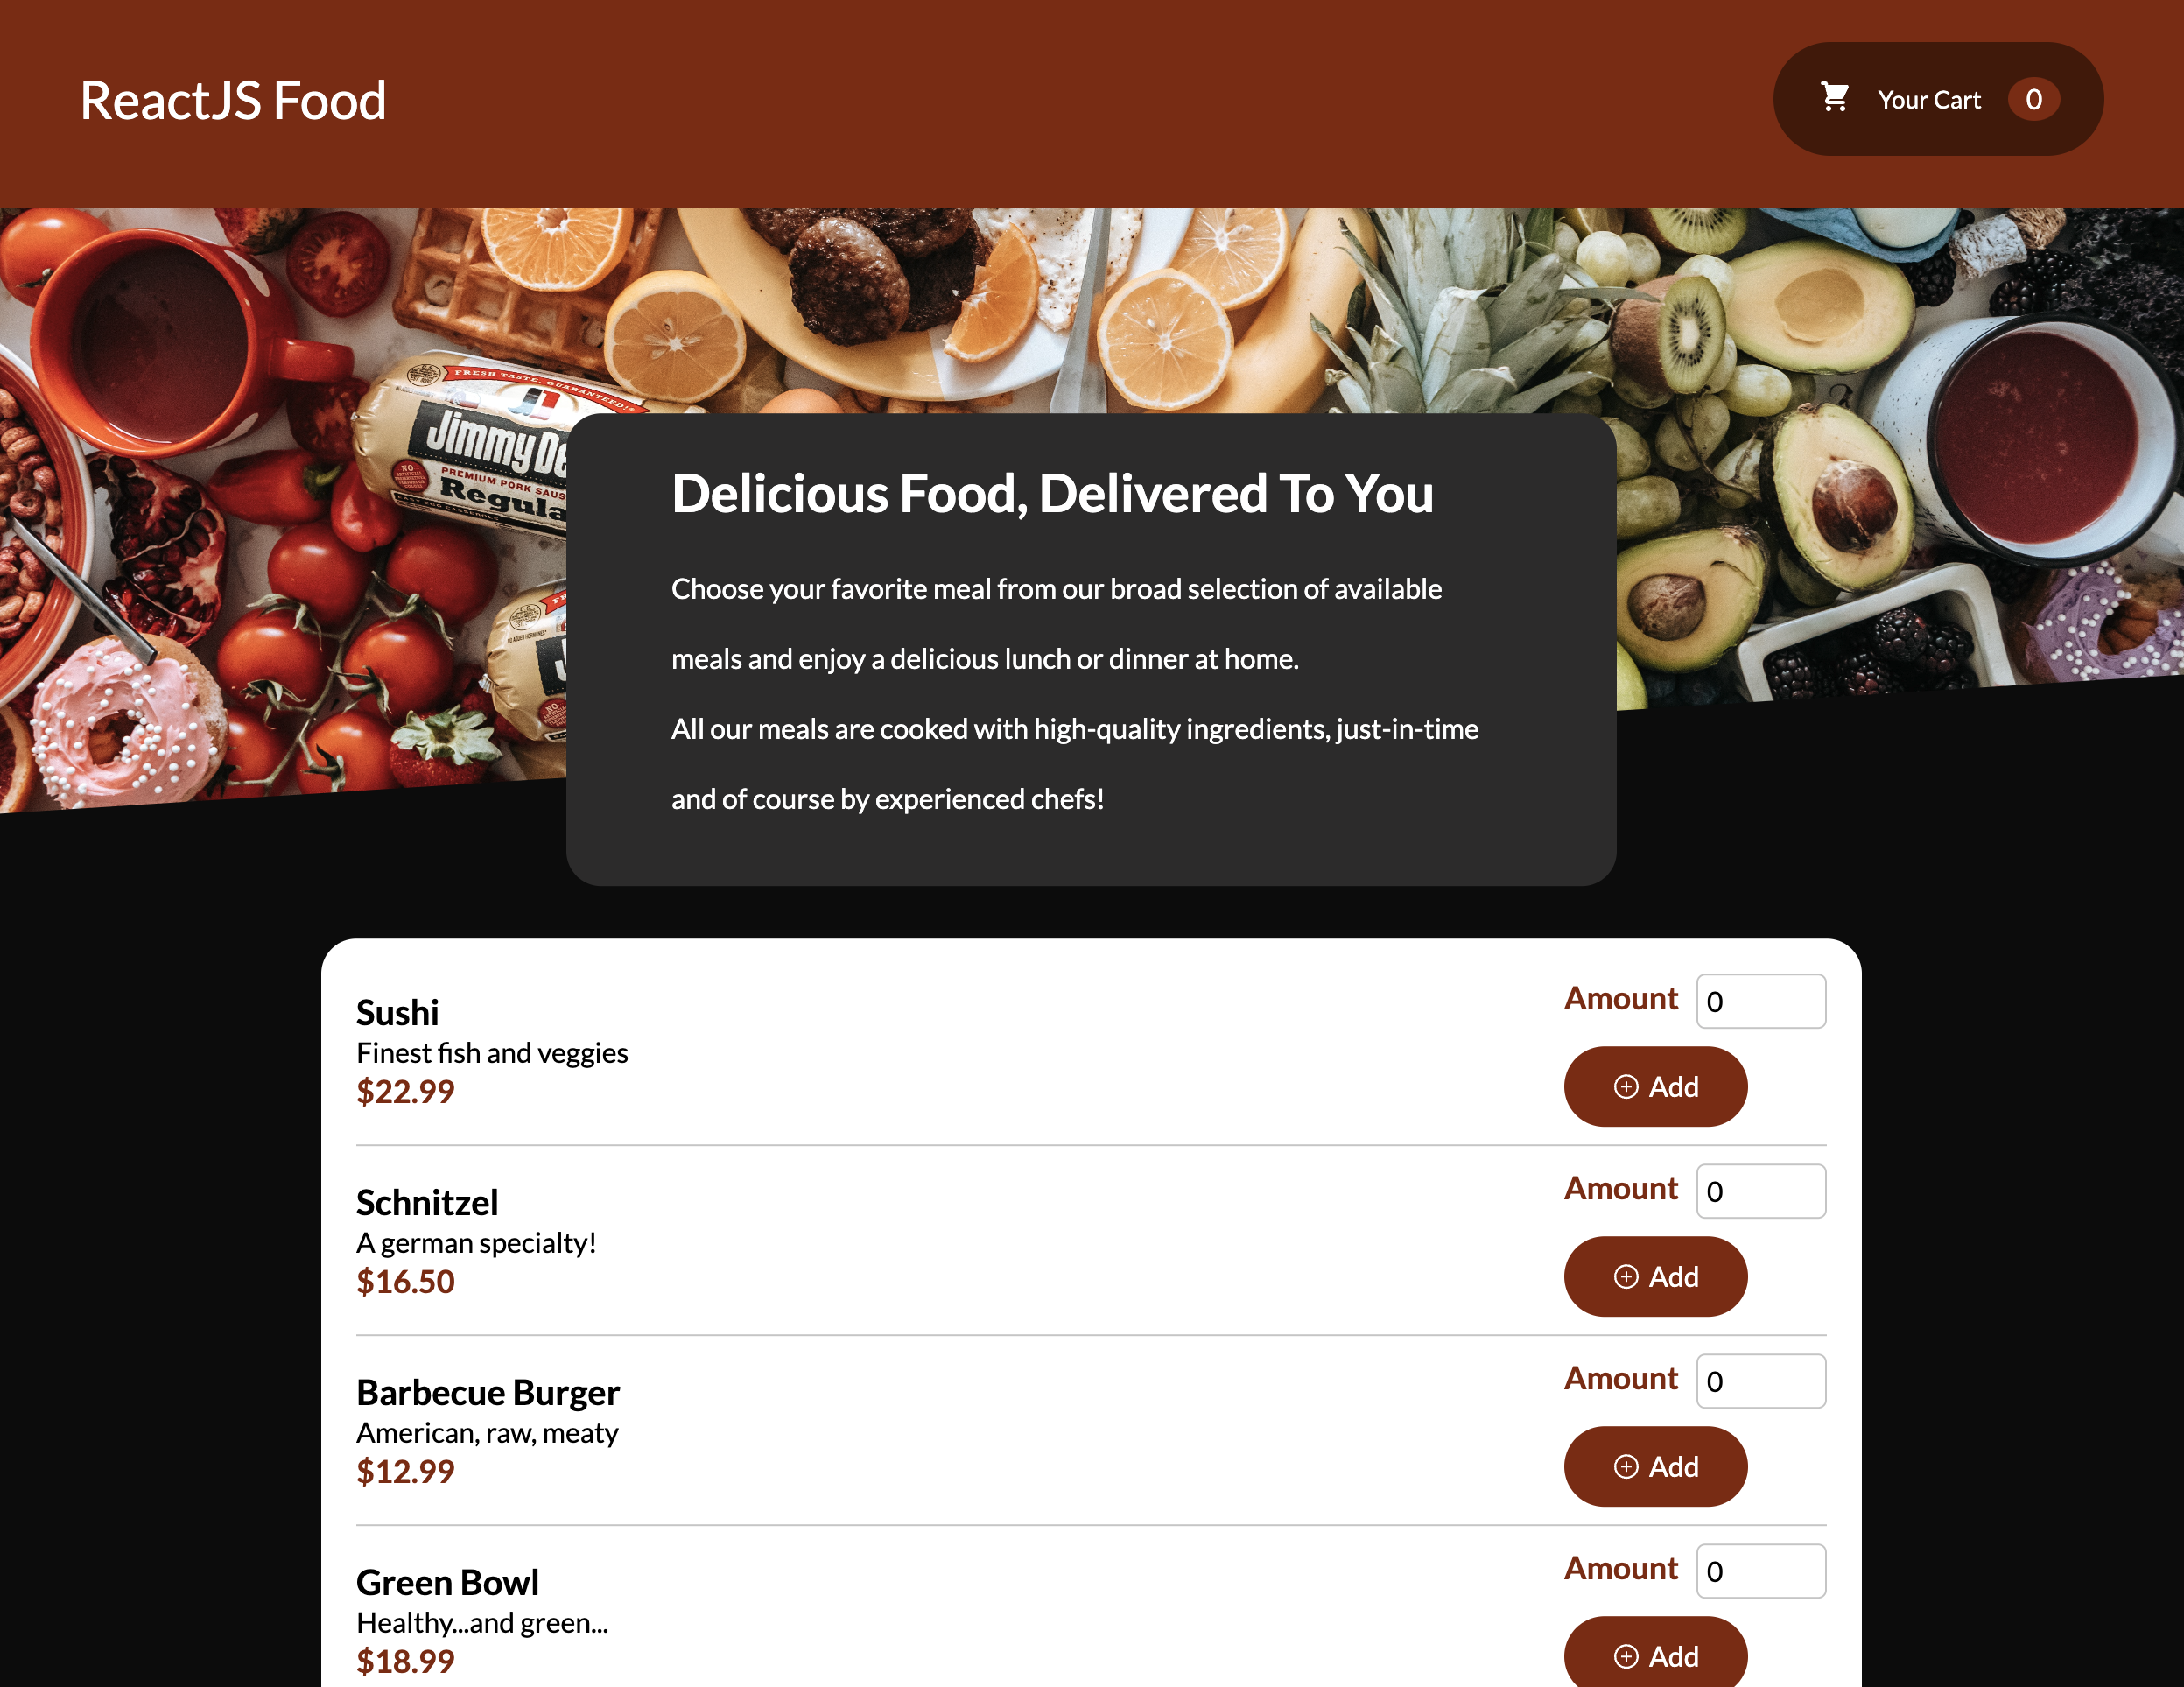 ReactJS Food
Your Cart 0
FRESH TASTE. GUARANTEED!
Jimmy De
NO
PREMIUM PORK SAUS
Regula
Delicious Food, Delivered To You
Choose your favorite meal from our broad selection of available
meals and enjoy a delicious lunch or dinner at home.
All our meals are cooked with high-quality ingredients, just-in-time
and of course by experienced chefs!
NO
Sushi
Finest fish and veggies
$22.99
Amount 0
Add
Schnitzel
A german specialty!
$16.50
Amount 0
Add
Barbecue Burger
American, raw, meaty
$12.99
Amount 0
Add
Green Bowl
Healthy...and green...
$18.99
Amount 0
Add